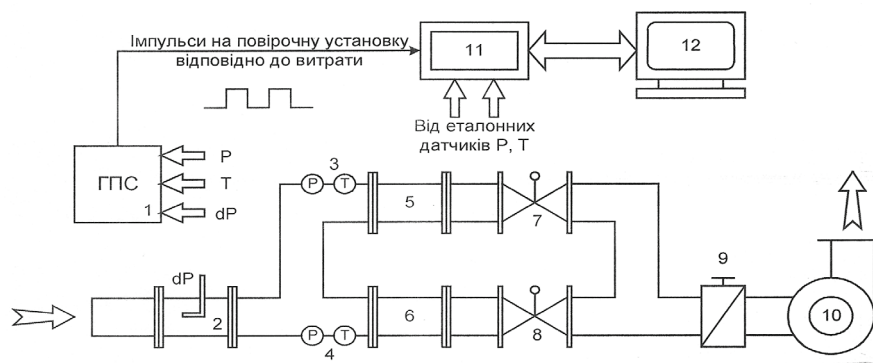 Імпульси на повірочну установку
відповідно до витрати
11
12
Від еталонних
датчиків Р, Т
ГПС
1
P
T
dP
3
P
T
5
7
dP
2
P
T
4
6
8
9
10